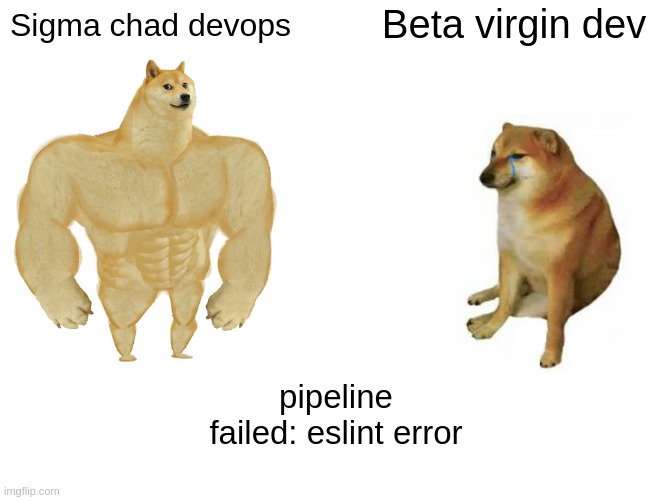 Sigma chad devops
Beta virgin dev
pipeline
failed: eslint error
imgflip.com